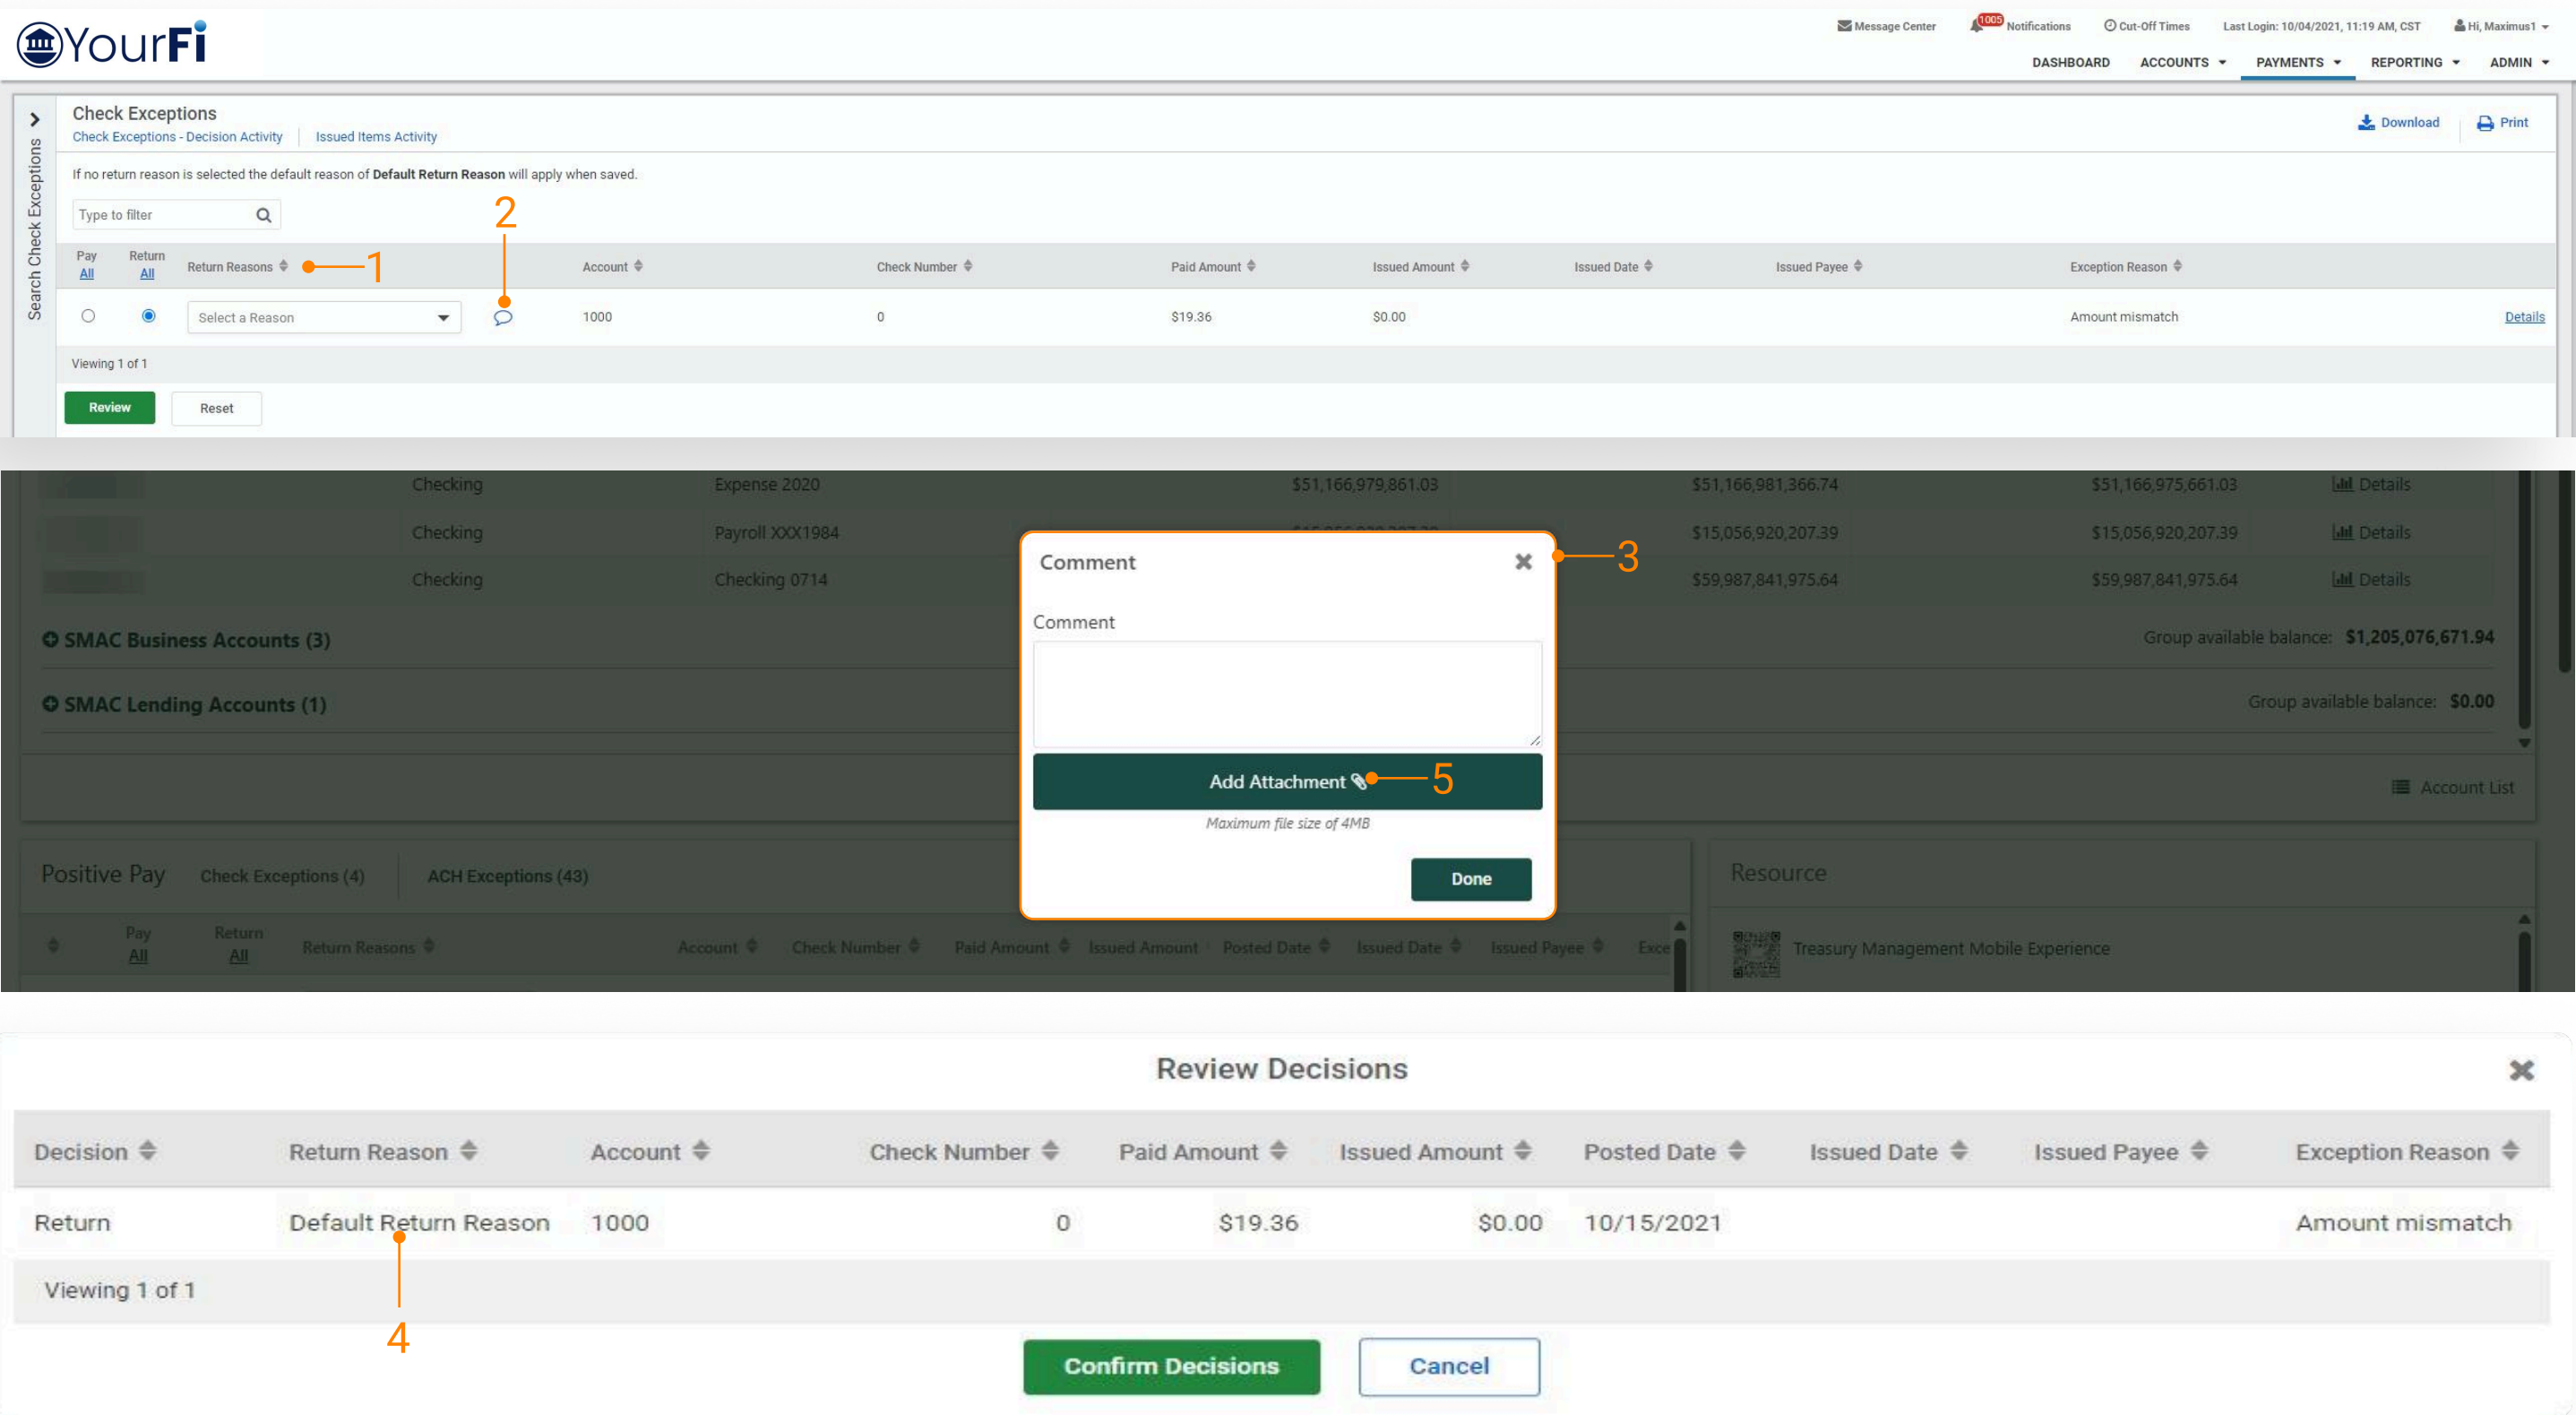 YourFi
Message Center 1005 Notifications Cut-Off Times Last Login: 10/04/2021, 11:19 AM, CST Hi, Maximus1
DASHBOARD ACCOUNTS PAYMENTS REPORTING ADMIN
Search Check Exceptions
Check Exceptions
Check Exceptions - Decision Activity Issued Items Activity Download Print
If no return reason is selected the default reason of Default Return Reason will apply when saved.
Type to filter 2
Pay All Return All Return Reasons 1 Account Check Number Paid Amount Issued Amount Issued Date Issued Payee Exception Reason
Select a Reason 1000 0 $19.36 $0.00 Amount mismatch Details
Viewing 1 of 1
Review Reset
Checking Expense 2020 $51,166,979,861.03 $51,166,981,366.74 $51,166,975,661.03 Details
Checking Payroll XXX1984 $15,056,920,207.39 $15,056,920,207.39 Details
Checking Checking 0714 $59,987,841,975.64 $59,987,841,975.64 Details
SMAC Business Accounts (3) Group available balance: $1,205,076,671.94
SMAC Lending Accounts (1) Group available balance: $0.00
Account List
Comment 3
Comment
Add Attachment 5
Maximum file size of 4MB
Done
Positive Pay Check Exceptions (4) ACH Exceptions (43) Resource
Pay All Return All Return Reasons Account Check Number Paid Amount Issued Amount Posted Date Issued Date Issued Payee Exce
Treasury Management Mobile Experience
Review Decisions
Decision Return Reason Account Check Number Paid Amount Issued Amount Posted Date Issued Date Issued Payee Exception Reason
Return Default Return Reason 1000 0 $19.36 $0.00 10/15/2021 Amount mismatch
Viewing 1 of 1
4
Confirm Decisions Cancel